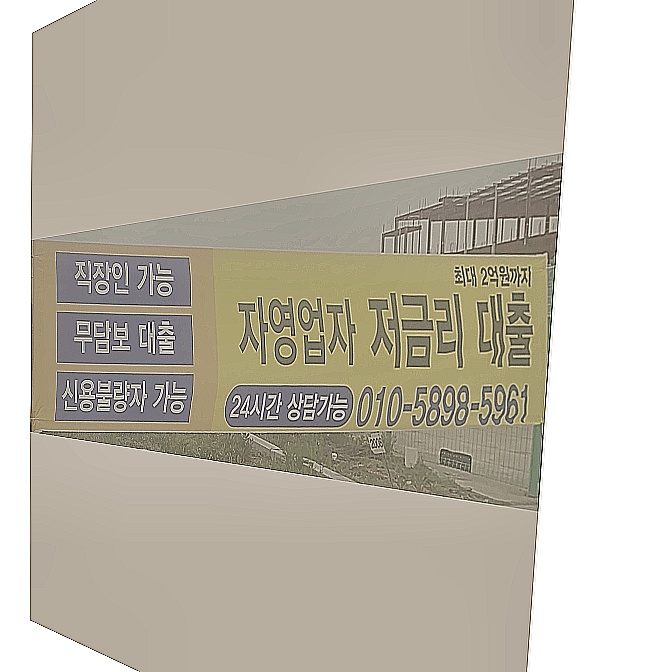 직장인 가능
무담보 대출
신용불량자 가능
최대 2억원까지
자영업자 저금리 대출
24시간 상담가능 010-5898-5961